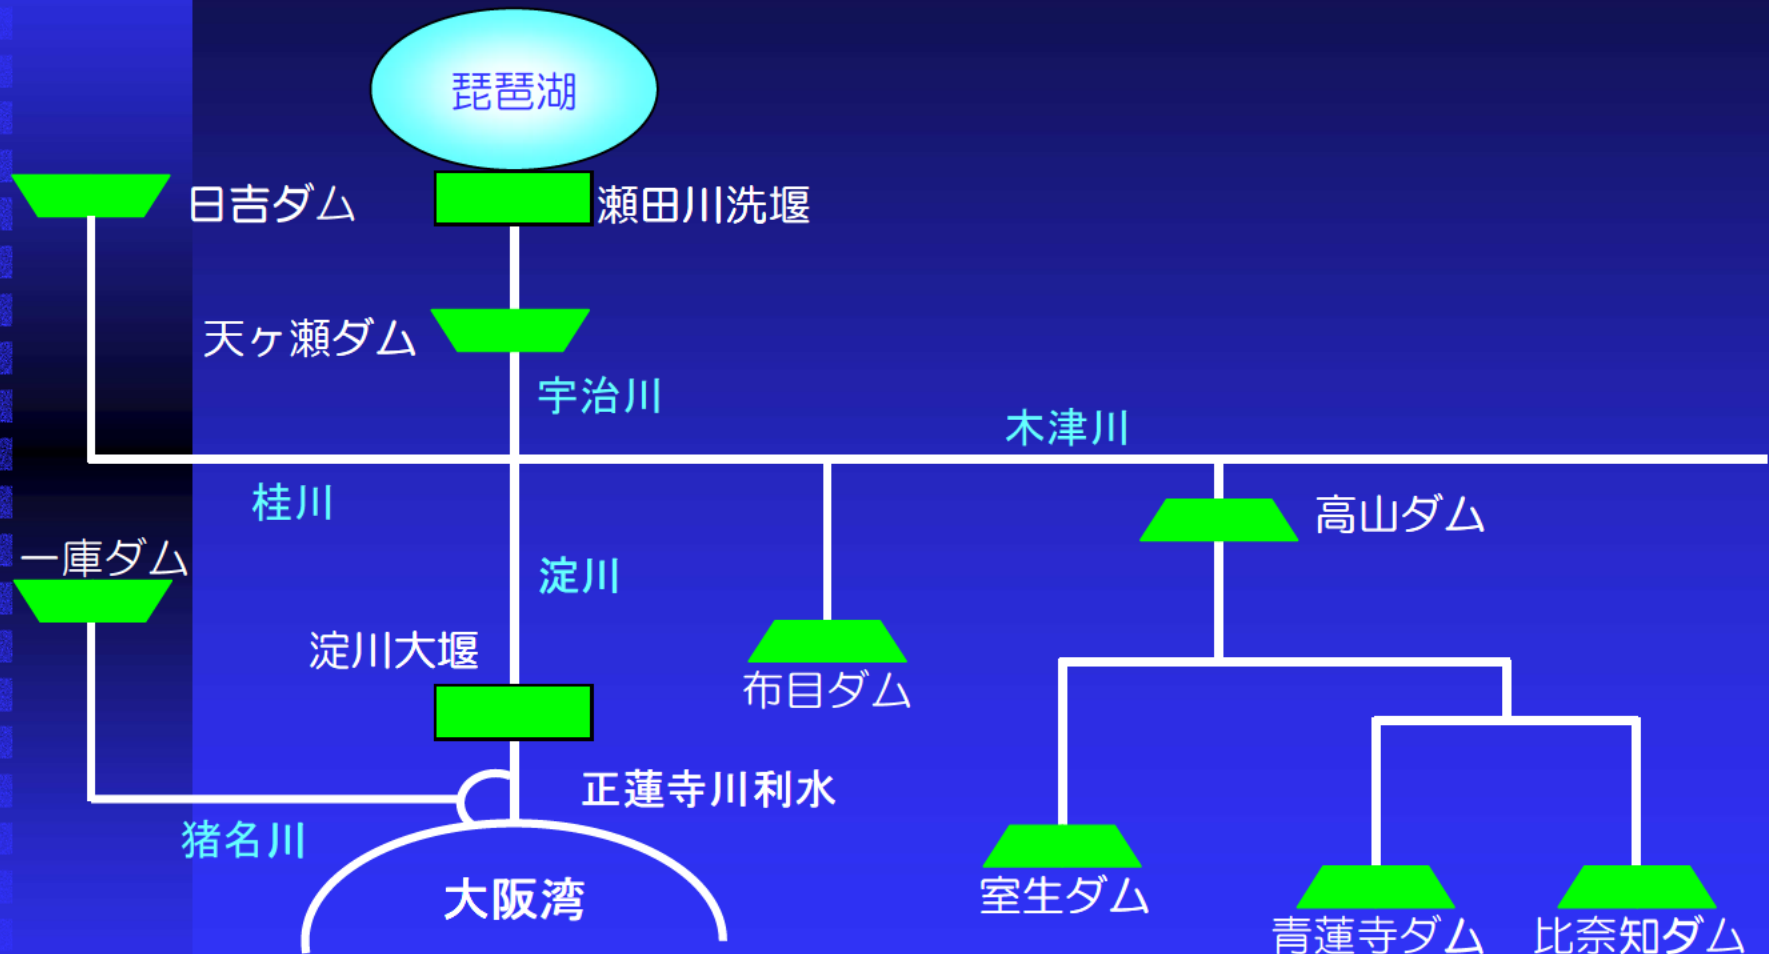 琵琶湖
日吉ダム
瀬田川洗堰
天ヶ瀬ダム
宇治川
木津川
桂川
高山ダム
一庫ダム
淀川
淀川大堰
布目ダム
正蓮寺川利水
猪名川
大阪湾
室生ダム
青蓮寺ダム
比奈知ダム